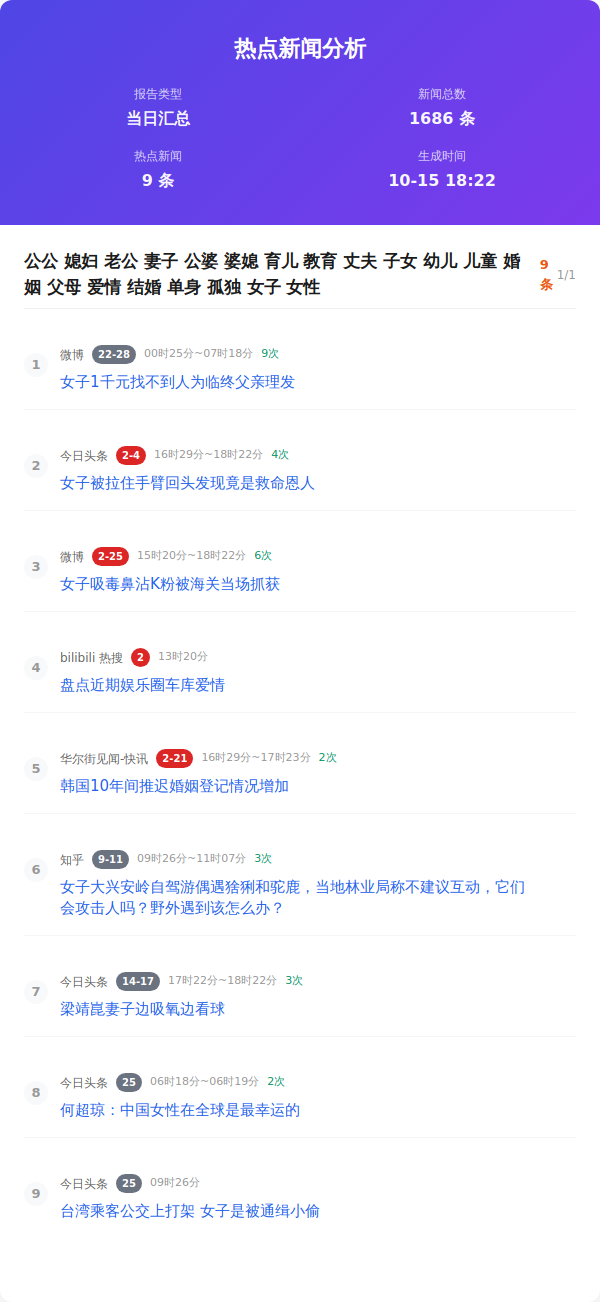 热点新闻分析
报告类型
新闻总数
当日汇总
1686 条
热点新闻
生成时间
9 条
10-15 18:22
公公 媳妇 老公 妻子 公婆 婆媳 育儿 教育 丈夫 子女 幼儿 儿童 婚
姻 父母 爱情 结婚 单身 孤独 女子 女性
9
条
1/1
1
微博 22-28 00时25分~07时18分 9次
女子1千元找不到人为临终父亲理发
2
今日头条 2-4 16时29分~18时22分 4次
女子被拉住手臂回头发现竟是救命恩人
3
微博 2-25 15时20分~18时22分 6次
女子吸毒鼻沾K粉被海关当场抓获
4
bilibili 热搜 2 13时20分
盘点近期娱乐圈车库爱情
5
华尔街见闻-快讯 2-21 16时29分~17时23分 2次
韩国10年间推迟婚姻登记情况增加
6
知乎 9-11 09时26分~11时07分 3次
女子大兴安岭自驾游偶遇猞猁和驼鹿，当地林业局称不建议互动，它们
会攻击人吗？野外遇到该怎么办？
7
今日头条 14-17 17时22分~18时22分 3次
梁靖崑妻子边吸氧边看球
8
今日头条 25 06时18分~06时19分 2次
何超琼：中国女性在全球是最幸运的
9
今日头条 25 09时26分
台湾乘客公交上打架 女子是被通缉小偷